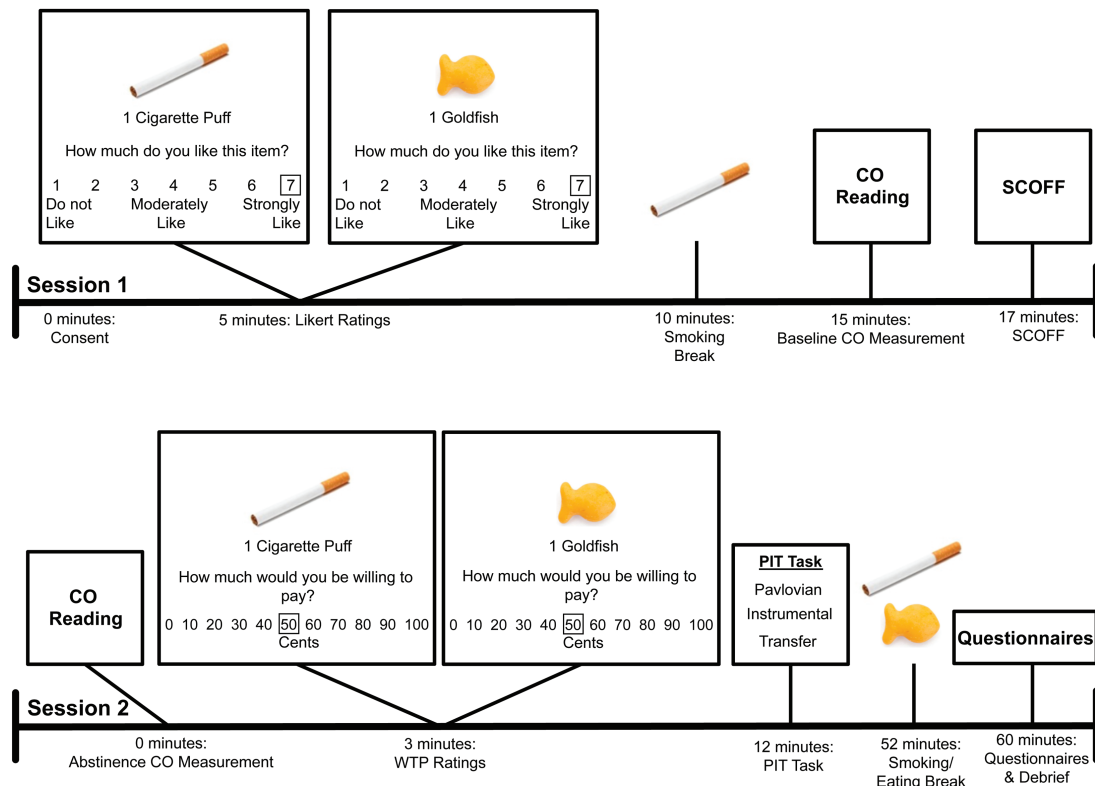 1 Cigarette Puff
How much do you like this item?
1 2 3 4 5 6 7
Do not Moderately Strongly
Like Like Like
1 Goldfish
How much do you like this item?
1 2 3 4 5 6 7
Do not Moderately Strongly
Like Like Like
CO
Reading
SCOFF
Session 1
0 minutes:
Consent
5 minutes: Likert Ratings
10 minutes:
Smoking
Break
15 minutes:
Baseline CO Measurement
17 minutes:
SCOFF
CO
Reading
1 Cigarette Puff
How much would you be willing to
pay?
0 10 20 30 40 50 60 70 80 90 100
Cents
1 Goldfish
How much would you be willing to
pay?
0 10 20 30 40 50 60 70 80 90 100
Cents
PIT Task
Pavlovian
Instrumental
Transfer
Questionnaires
Session 2
0 minutes:
Abstinence CO Measurement
3 minutes:
WTP Ratings
12 minutes:
PIT Task
52 minutes:
Smoking/
Eating Break
60 minutes:
Questionnaires
& Debrief